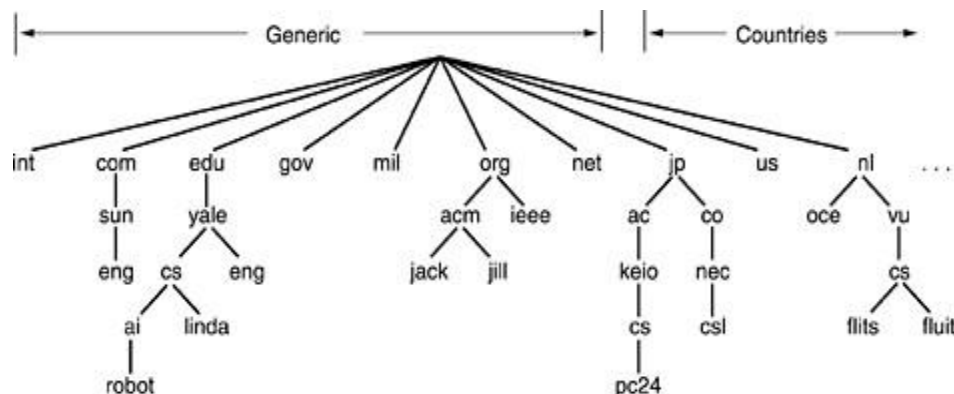 Generic Countries
int com edu gov mil org net jp us nl ...
sun yale acm ieee ac co oce vu
eng cs eng jack jill keio nec cs
ai linda cs csl flits fluit
robot pc24